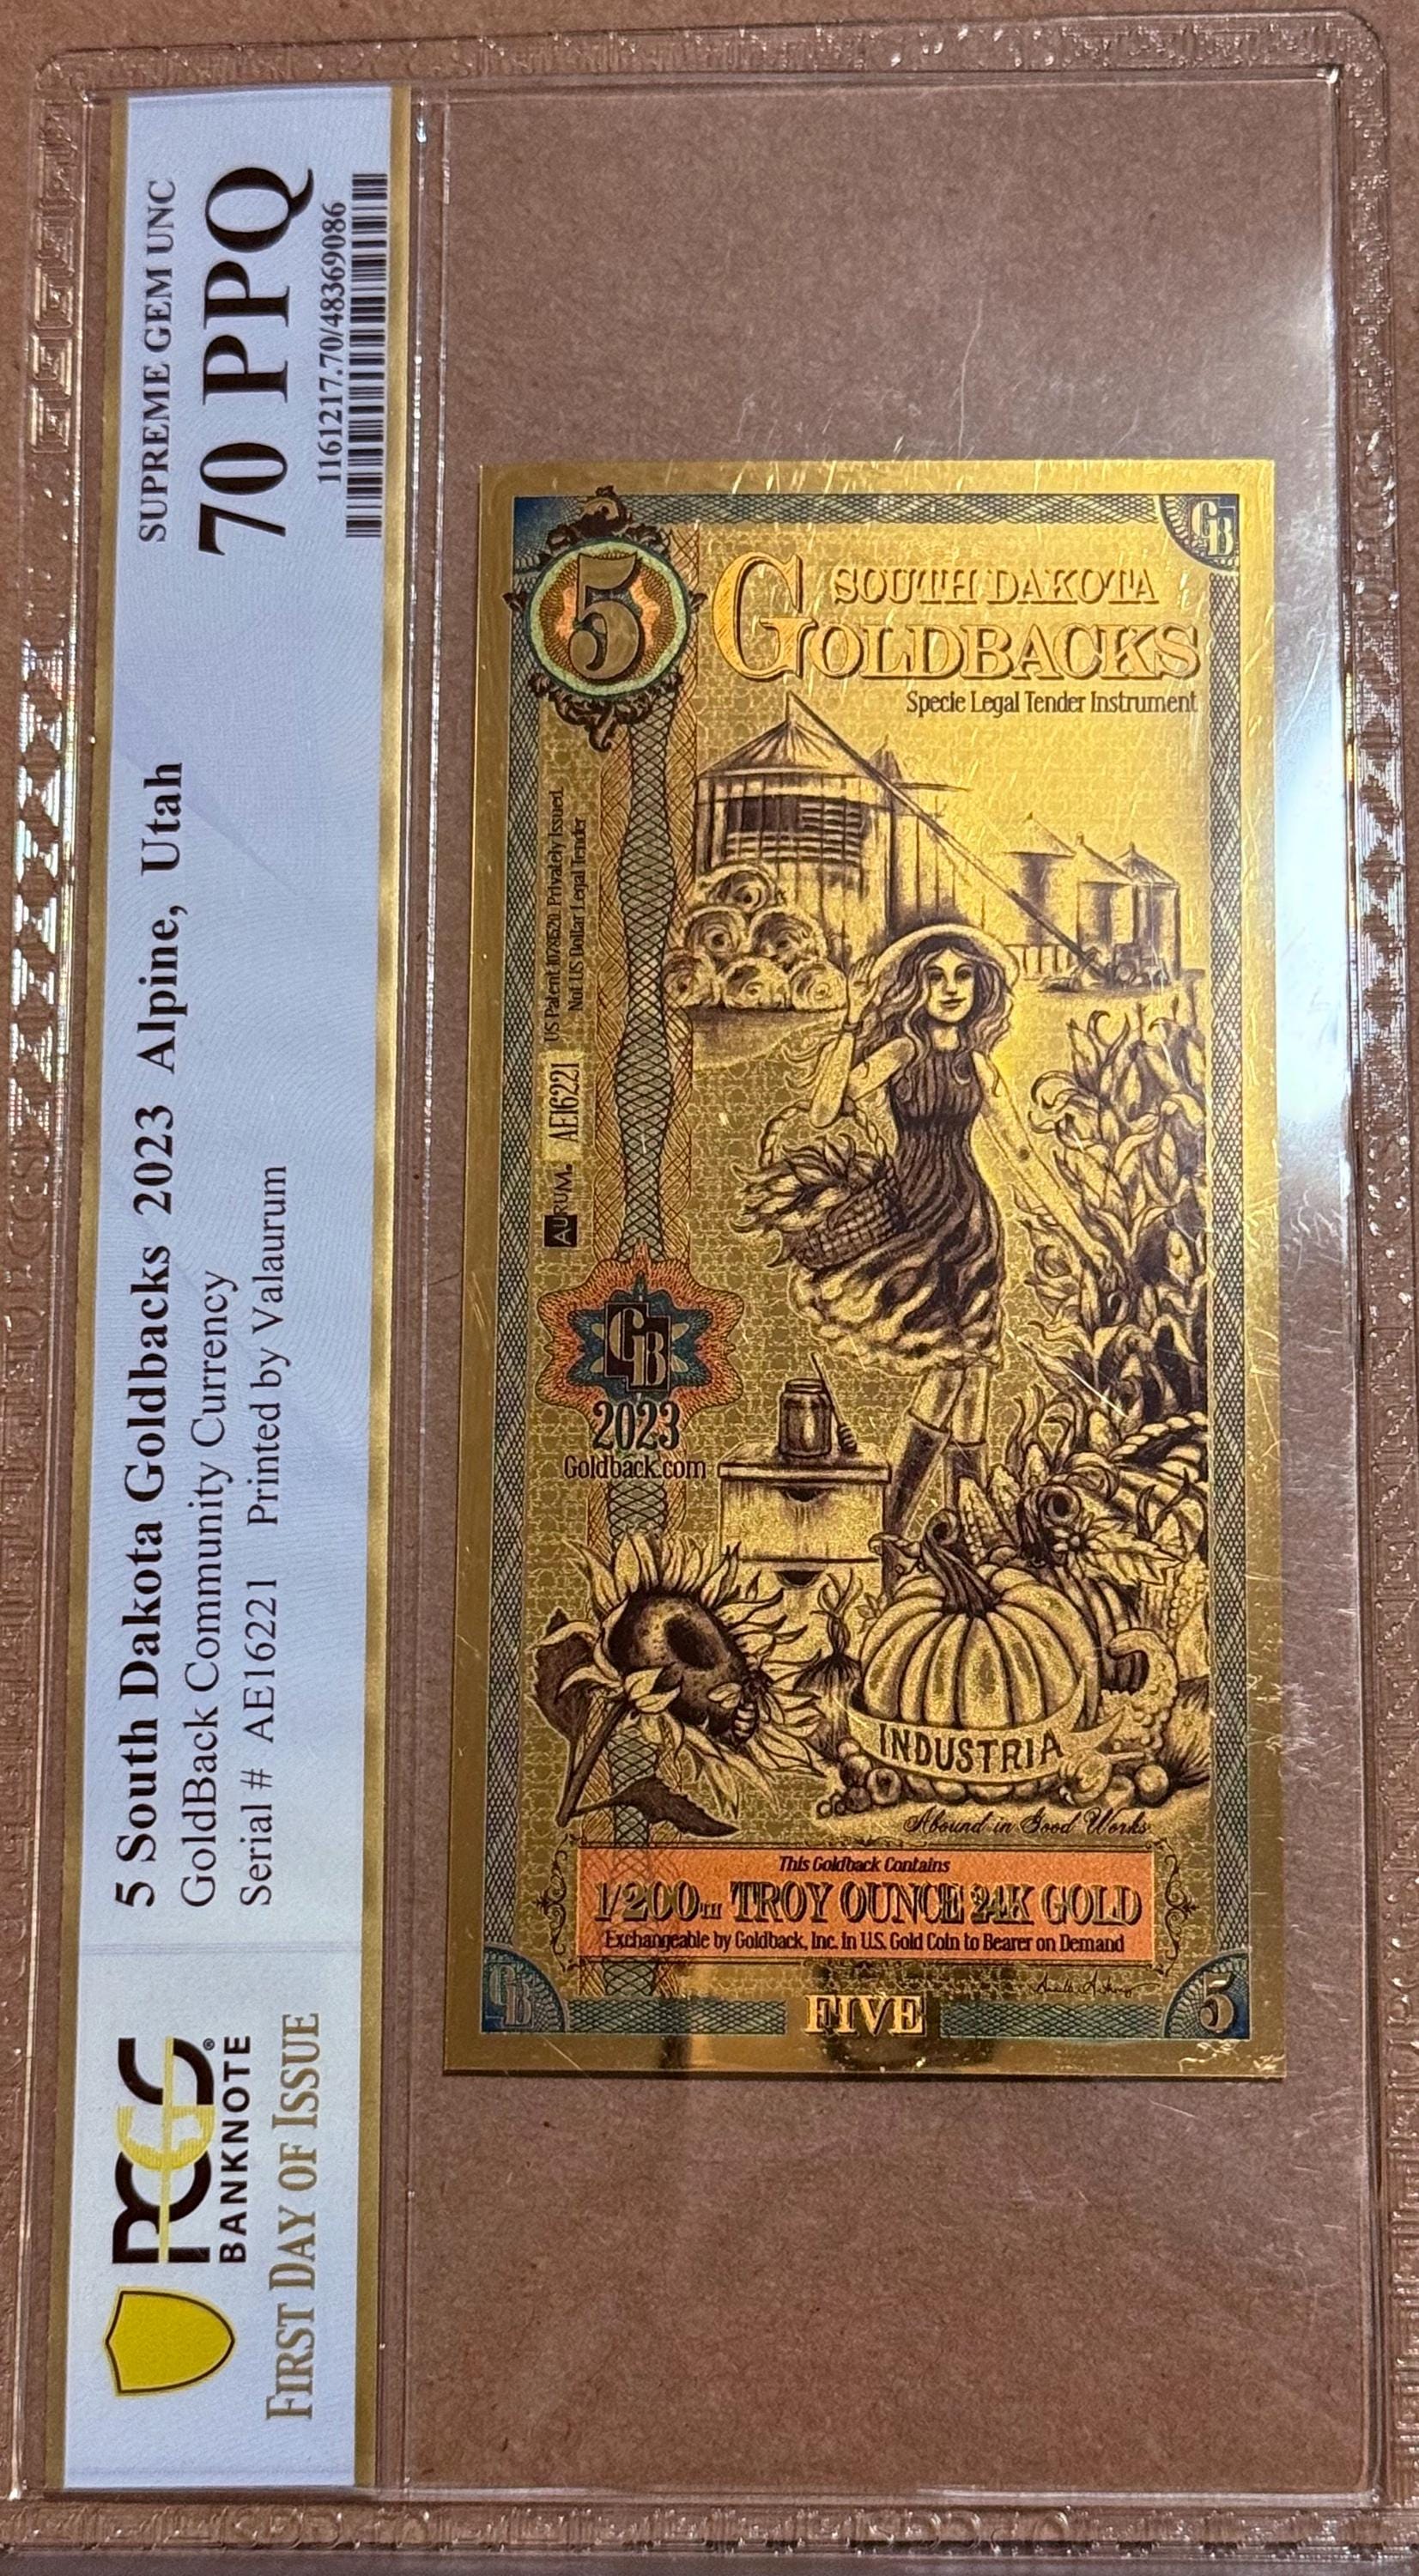 5 South Dakota Goldbacks 2023 Alpine, Utah
GoldBack Community Currency
Serial # AE16221 Printed by Valaurum
SUPREME GEM UNC
70 PPQ
1161217.70/48369086
PCGS
BANKNOTE
FIRST DAY OF ISSUE
5
GB
SOUTH DAKOTA
GOLDBACKS
Specie Legal Tender Instrument
AURUM. AE16221
US Patent 10789520. Privately Issued.
Not US Dollar Legal Tender
GB
2023
Goldback.com
INDUSTRIA
Abound in Good Works
This Goldback Contains
1/200TH TROY OUNCE 24K GOLD
Exchangeable by Goldback, Inc. in U.S. Gold Coin to Bearer on Demand
GB
FIVE
5